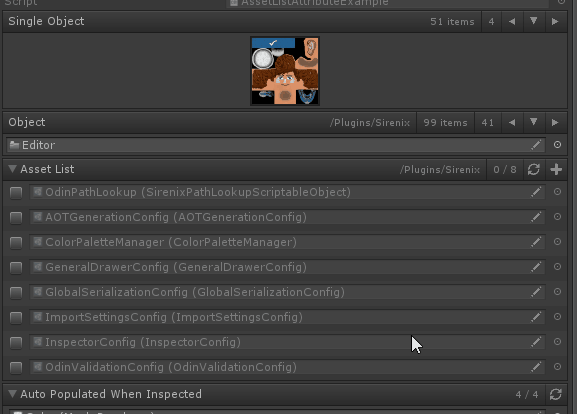 Script AssetListAttributeExample
Single Object 51 items 4
Object /Plugins/Sirenix 99 items 41
Editor
Asset List /Plugins/Sirenix 0 / 8
OdinPathLookup (SirenixPathLookupScriptableObject)
AOTGenerationConfig (AOTGenerationConfig)
ColorPaletteManager (ColorPaletteManager)
GeneralDrawerConfig (GeneralDrawerConfig)
GlobalSerializationConfig (GlobalSerializationConfig)
ImportSettingsConfig (ImportSettingsConfig)
InspectorConfig (InspectorConfig)
OdinValidationConfig (OdinValidationConfig)
Auto Populated When Inspected 4 / 4